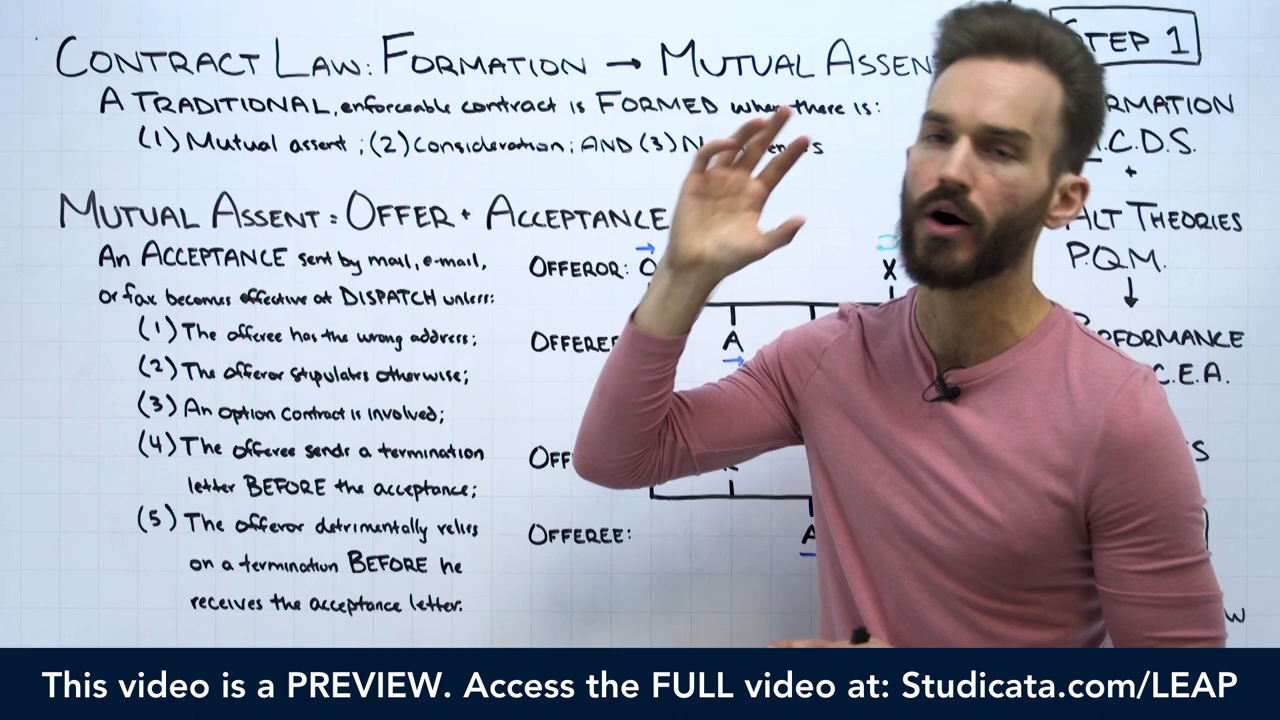 CONTRACT LAW: FORMATION → MUTUAL ASSEN
A TRADITIONAL, enforceable contract is FORMED when there is:
(1) Mutual assent; (2) Consideration; AND (3) N
MUTUAL ASSENT = OFFER + ACCEPTANCE
An ACCEPTANCE sent by mail, e-mail,
or fax becomes effective at DISPATCH unless:
(1) The offeree has the wrong address;
(2) The offeror stipulates otherwise;
(3) An option contract is involved;
(4) The offeree sends a termination
letter BEFORE the acceptance;
(5) The offeror detrimentally relies
on a termination BEFORE he
receives the acceptance letter.
OFFEROR: O X
OFFEREE A
OFF
OFFEREE: A
STEP 1
RMATION
.C.D.S.
+
ALT THEORIES
P.Q.M.
↓
RFORMANCE
C.E.A.
S
W
This video is a PREVIEW. Access the FULL video at: Studicata.com/LEAP